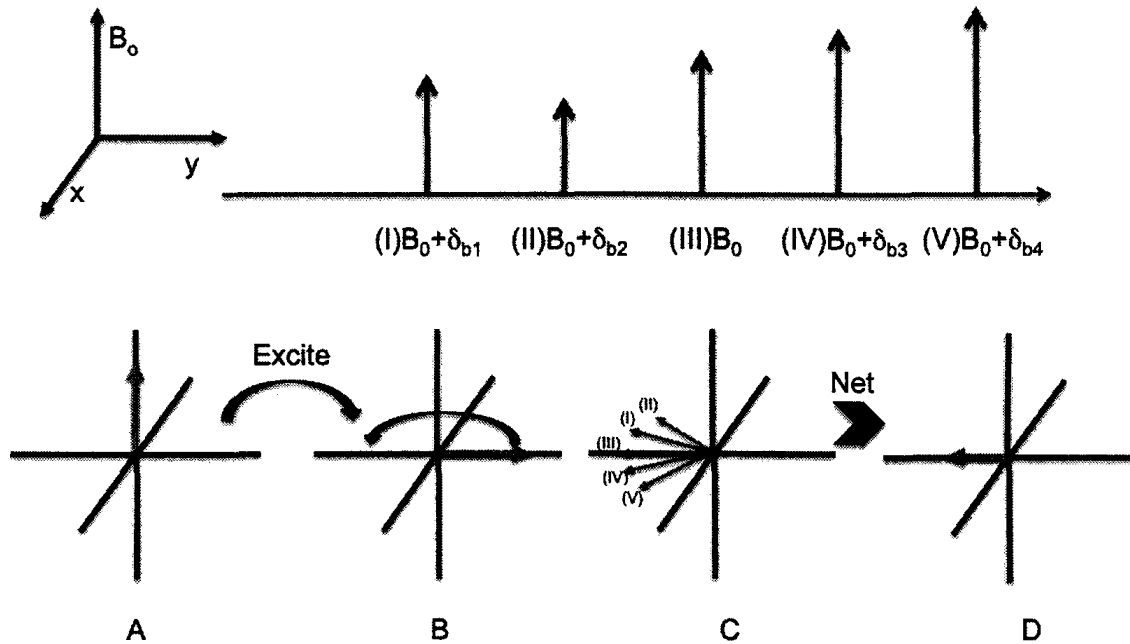 B₀
y
x
(I)B₀+δb1 (II)B₀+δb2 (III)B₀ (IV)B₀+δb3 (V)B₀+δb4
Excite
Net
(II)
(I)
(III)
(IV)
(V)
A B C D